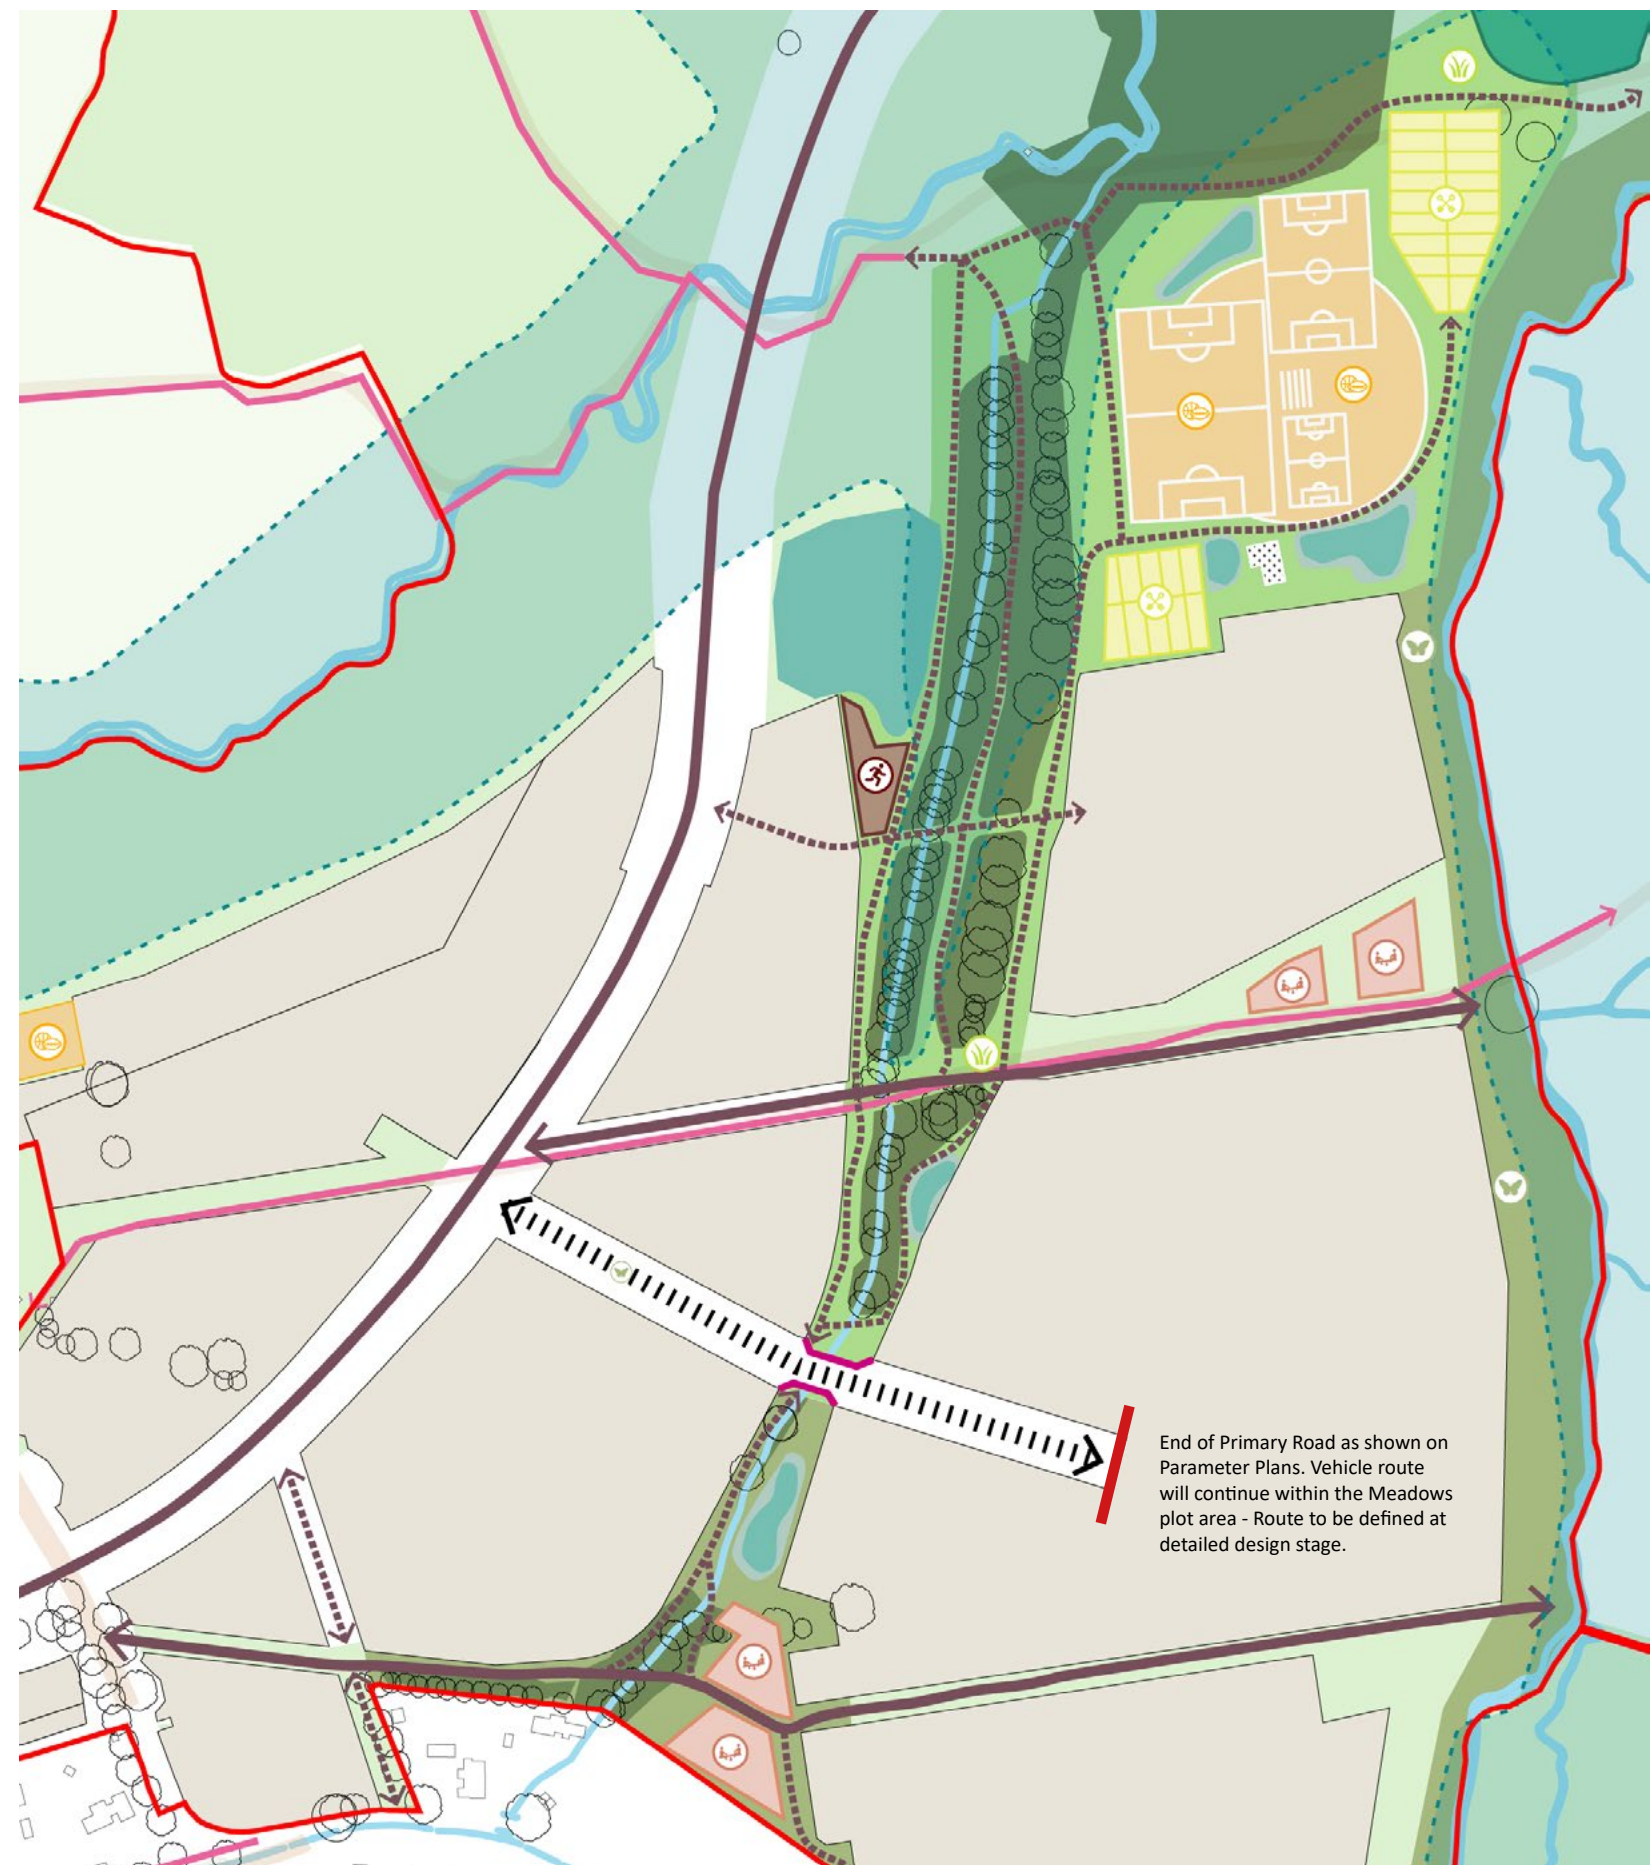 End of Primary Road as shown on
Parameter Plans. Vehicle route
will continue within the Meadows
plot area - Route to be defined at
detailed design stage.